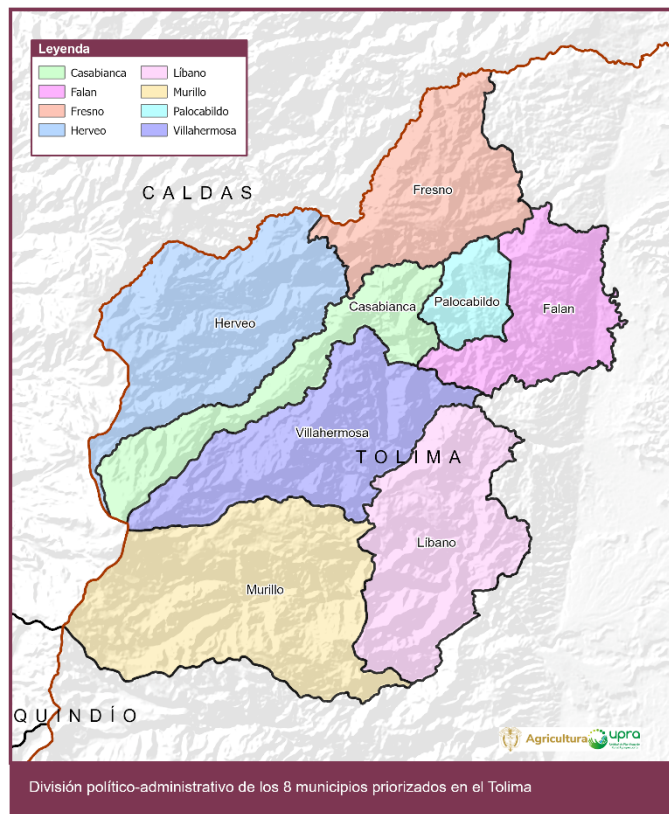 Leyenda
Casabianca
Falan
Fresno
Herveo
Líbano
Murillo
Palocabildo
Villahermosa
CALDAS
Fresno
Herveo
Casabianca
Palocabildo
Falan
Villahermosa
TOLIMA
Líbano
Murillo
QUINDÍO
Agricultura upra
División político-administrativo de los 8 municipios priorizados en el Tolima